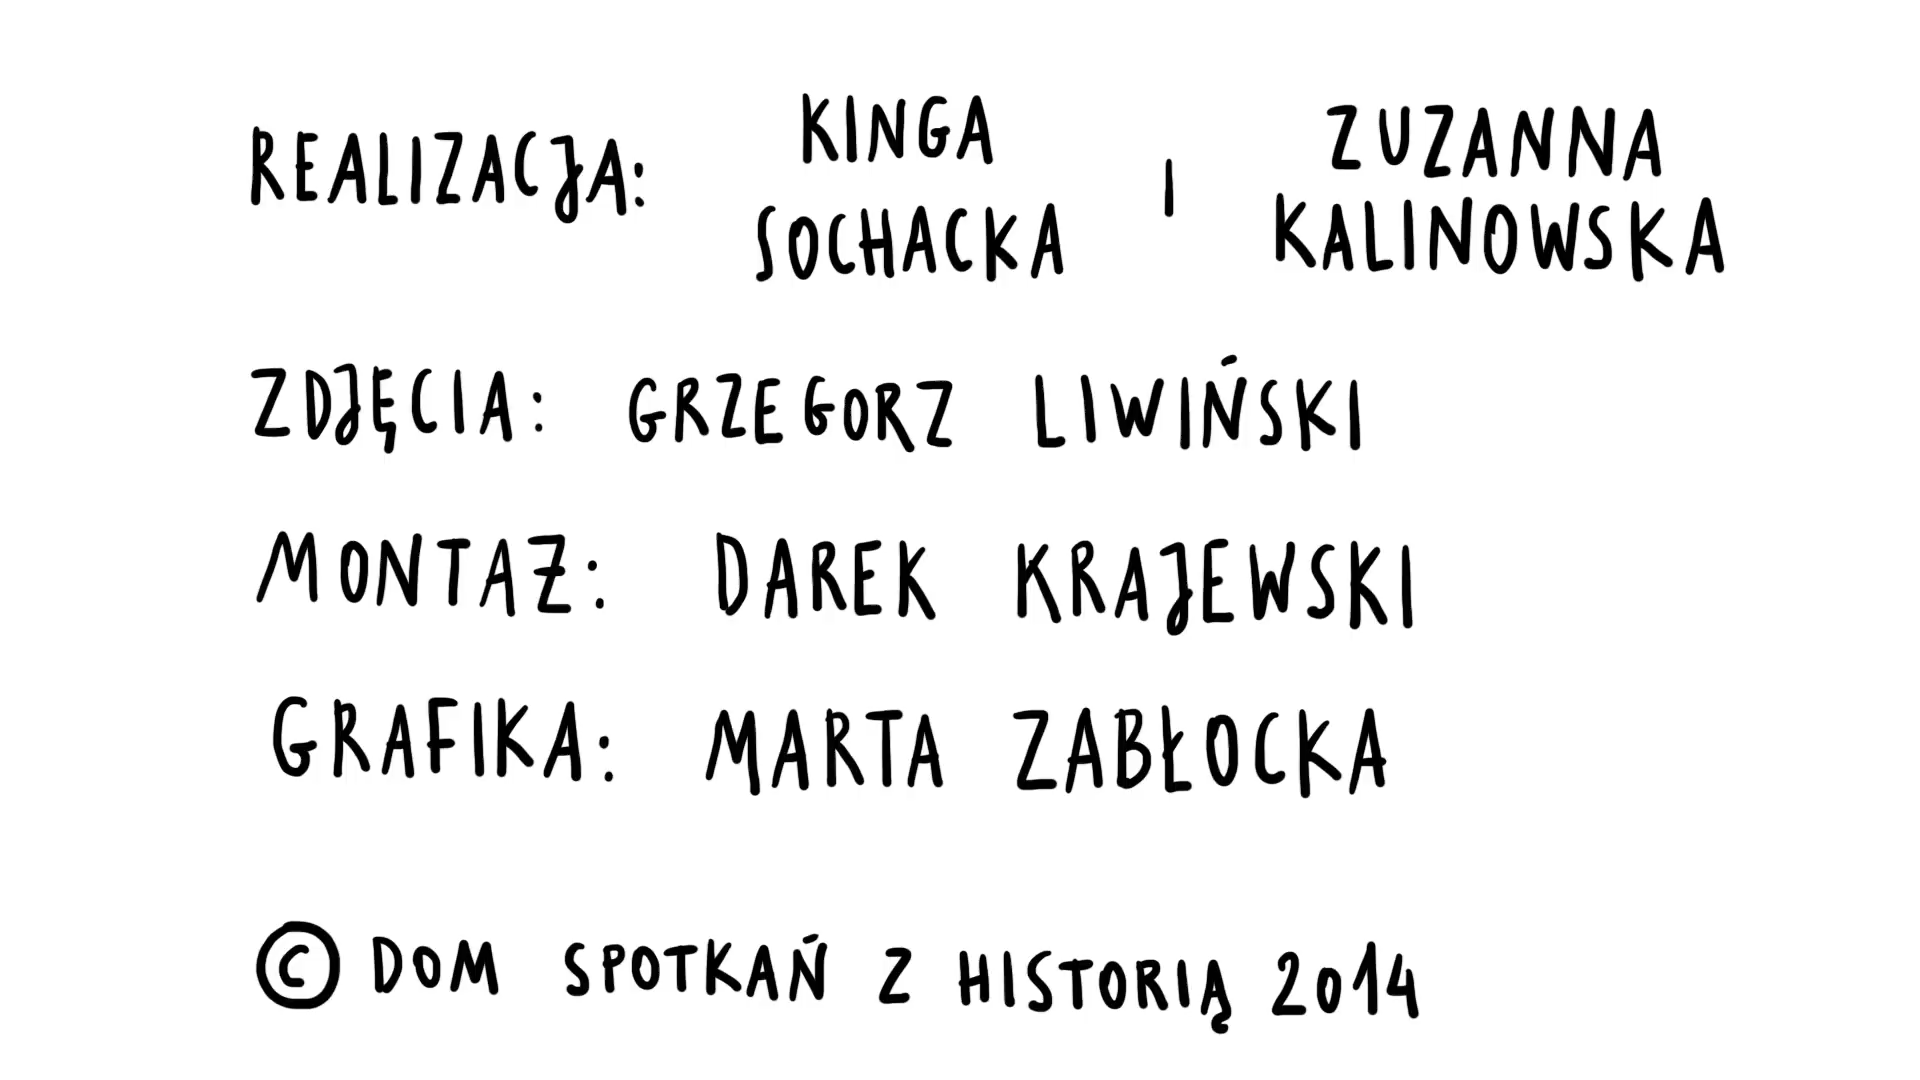 REALIZACJA: KINGA SOCHACKA I ZUZANNA KALINOWSKA
ZDJĘCIA: GRZEGORZ LIWIŃSKI
MONTAŻ: DAREK KRAJEWSKI
GRAFIKA: MARTA ZABŁOCKA
© DOM SPOTKAŃ Z HISTORIĄ 2014